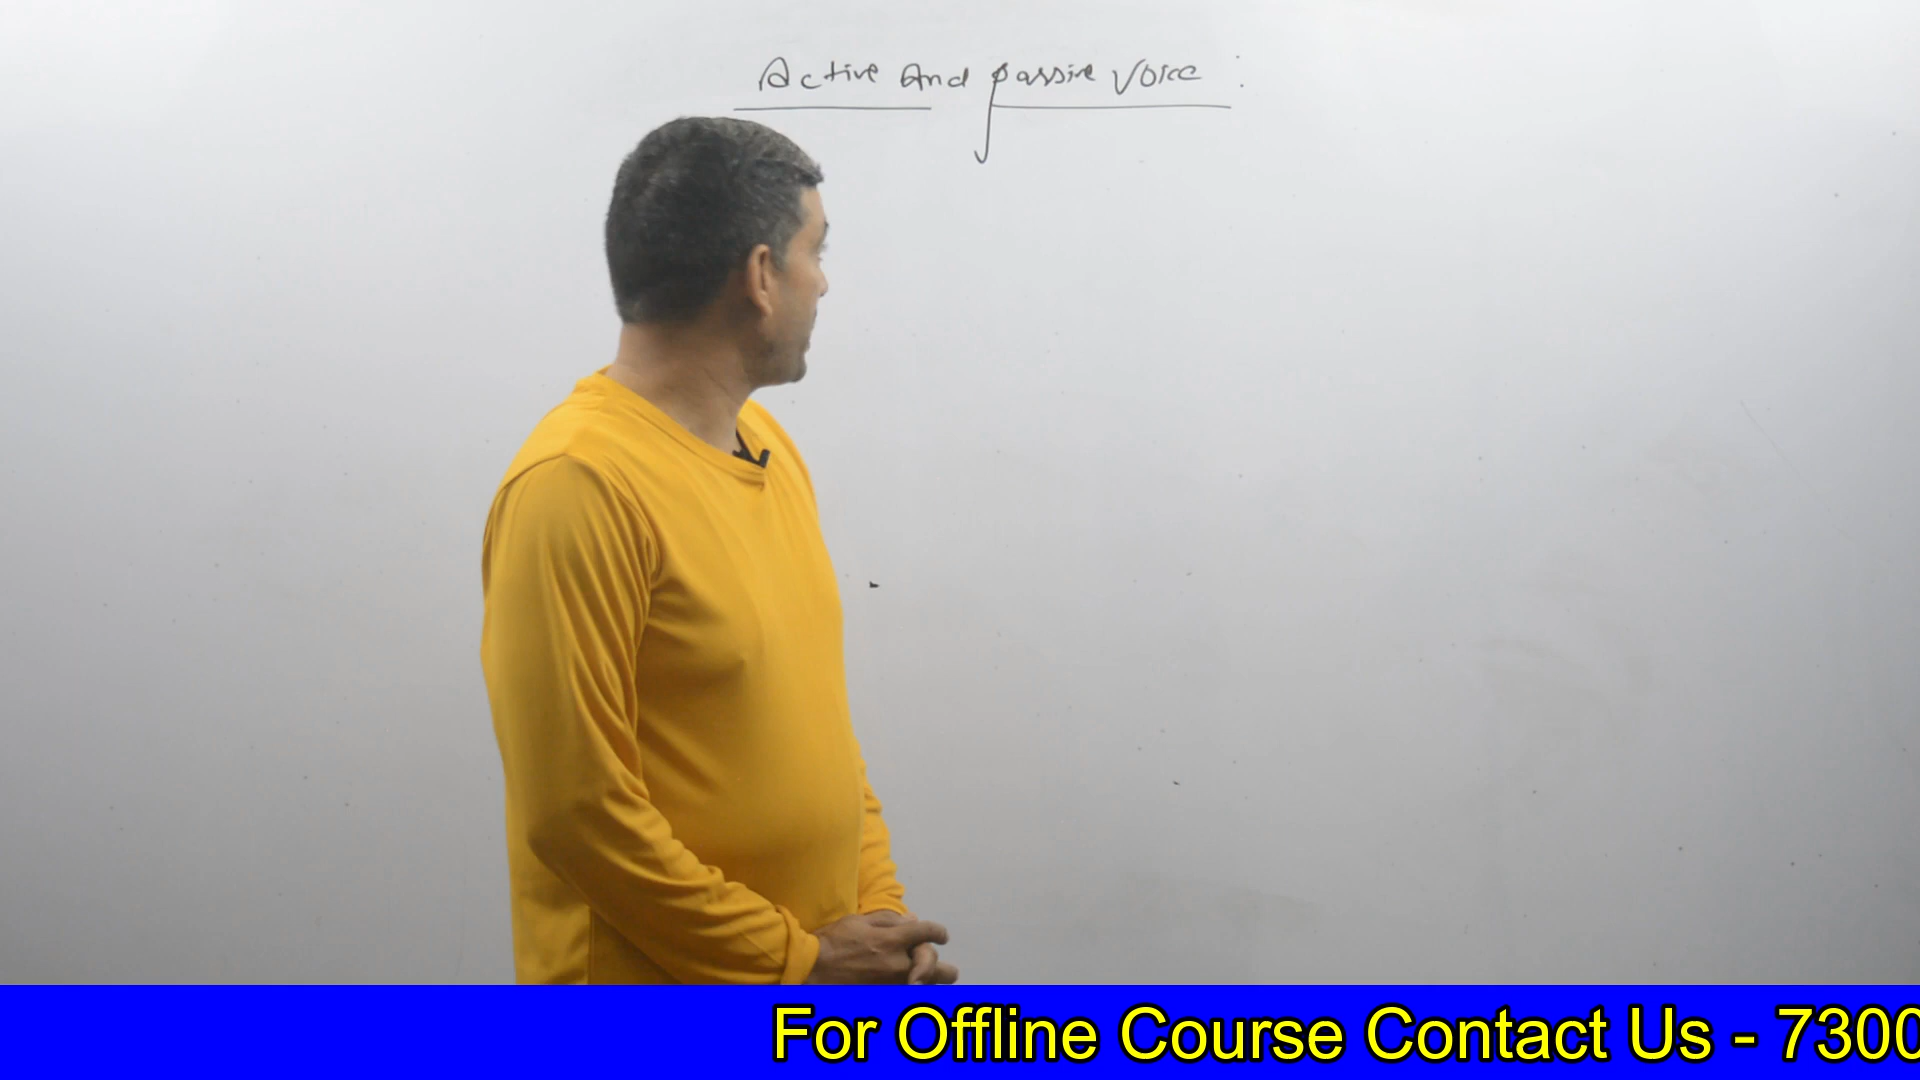 Active And passive Voice :
For Offline Course Contact Us - 7300